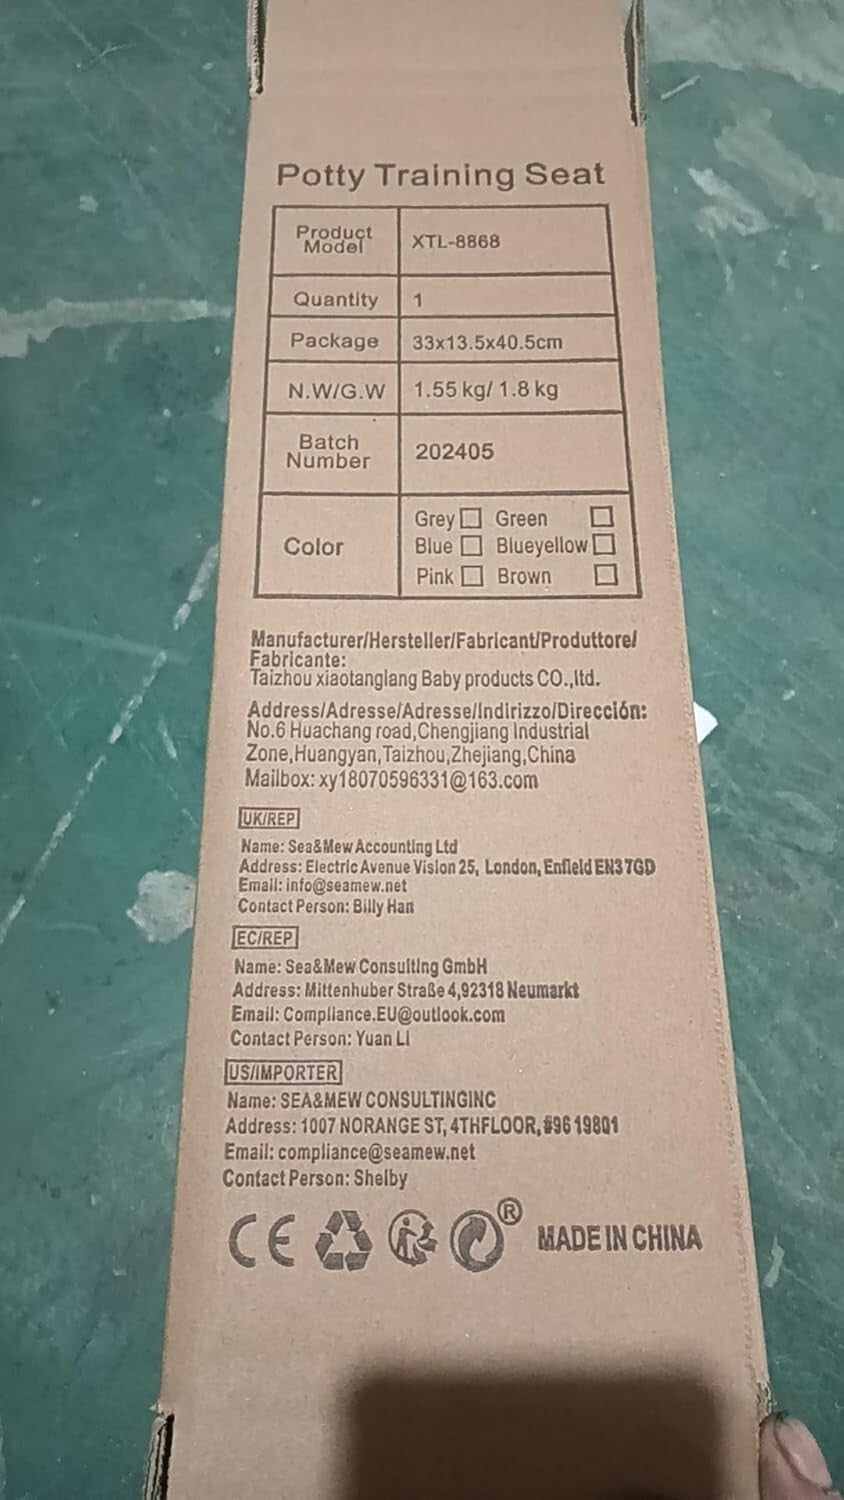 Potty Training Seat
Product
Model
XTL-8868
Quantity
1
Package
33x13.5x40.5cm
N.W/G.W
1.55 kg/ 1.8 kg
Batch
Number
202405
Color
Grey☐ Green ☐
Blue ☐ Blueyellow☐
Pink ☐ Brown ☐
Manufacturer/Hersteller/Fabricant/Produttore/
Fabricante:
Taizhou xiaotanglang Baby products CO.,ltd.
Address/Adresse/Adresse/Indirizzo/Dirección:
No.6 Huachang road,Chengjiang Industrial
Zone,Huangyan,Taizhou,Zhejiang,China
Mailbox: xy18070596331@163.com
UK/REP
Name: Sea&Mew Accounting Ltd
Address: Electric Avenue Vision 25, London, Enfield EN3 7GD
Email: info@seamew.net
Contact Person: Billy Han
EC/REP
Name: Sea&Mew Consulting GmbH
Address: Mittenhuber Straße 4,92318 Neumarkt
Email: Compliance.EU@outlook.com
Contact Person: Yuan Li
US/IMPORTER
Name: SEA&MEW CONSULTINGINC
Address: 1007 NORANGE ST, 4THFLOOR,#96 19801
Email: compliance@seamew.net
Contact Person: Shelby
CE ® MADE IN CHINA